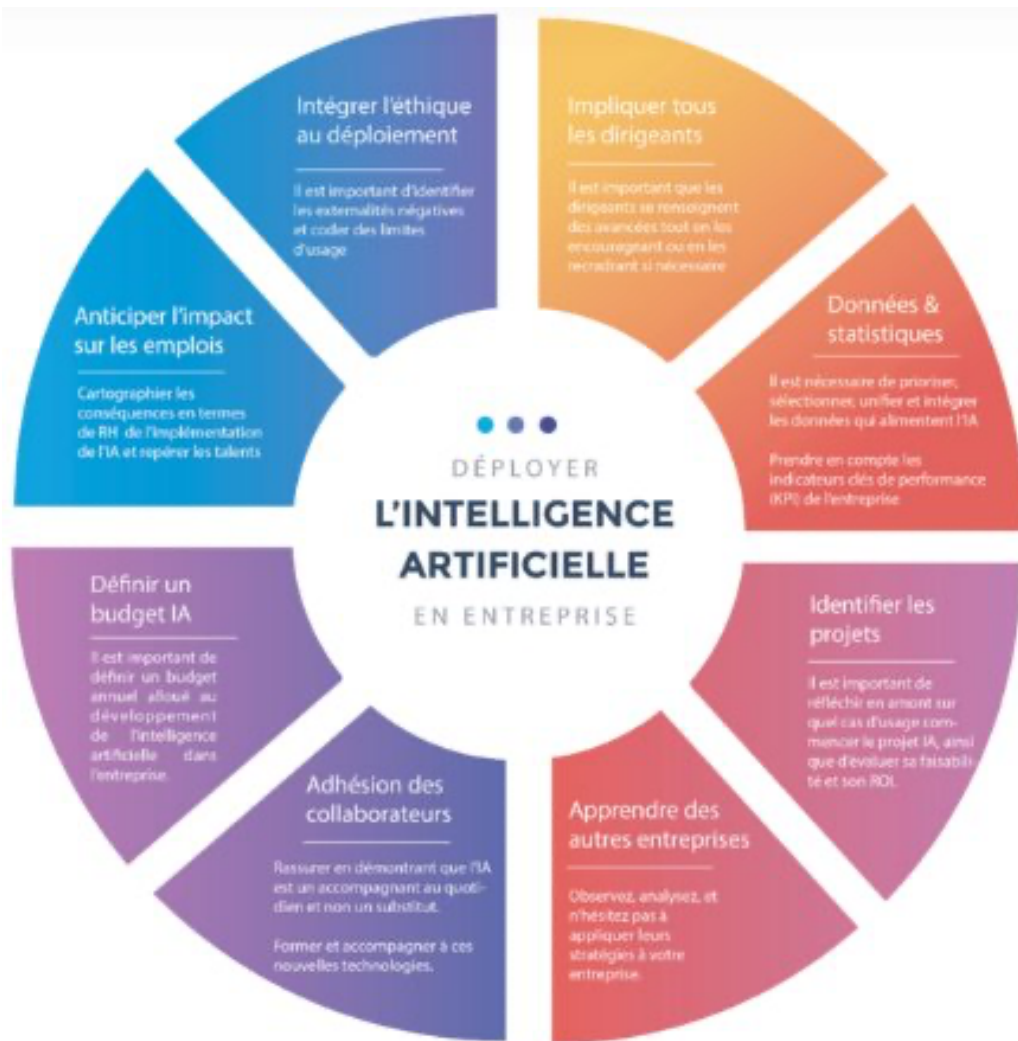 DÉPLOYER
L'INTELLIGENCE
ARTIFICIELLE
EN ENTREPRISE
Impliquer tous
les dirigeants
Il est important que les
dirigeants se renseignent
des avancées tout en les
encourageant ou en les
recradrant si nécessaire
Données &
statistiques
Il est nécessaire de prioriser,
sélectionner, unifier et intégrer
les données qui alimentent l'IA
Prendre en compte les
indicateurs clés de performance
(KPI) de l'entreprise
Identifier les
projets
Il est important de
réfléchir en amont sur
quel cas d'usage com-
mencer le projet IA, ainsi
que d'évaluer sa faisabili-
té et son ROI.
Apprendre des
autres entreprises
Observez, analysez, et
n'hésitez pas à
appliquer leurs
stratégies à votre
entreprise.
Adhésion des
collaborateurs
Rassurer en démontrant que l'IA
est un accompagnant au quoti-
dien et non un substitut.
Former et accompagner à ces
nouvelles technologies.
Définir un
budget IA
Il est important de
définir un budget
annuel alloué au
développement
de l'intelligence
artificielle dans
l'entreprise.
Anticiper l'impact
sur les emplois
Cartographier les
conséquences en termes
de RH de l'implémentation
de l'IA et repérer les talents
Intégrer l'éthique
au déploiement
Il est important d'identifier
les externalités négatives
et coder des limites
d'usage